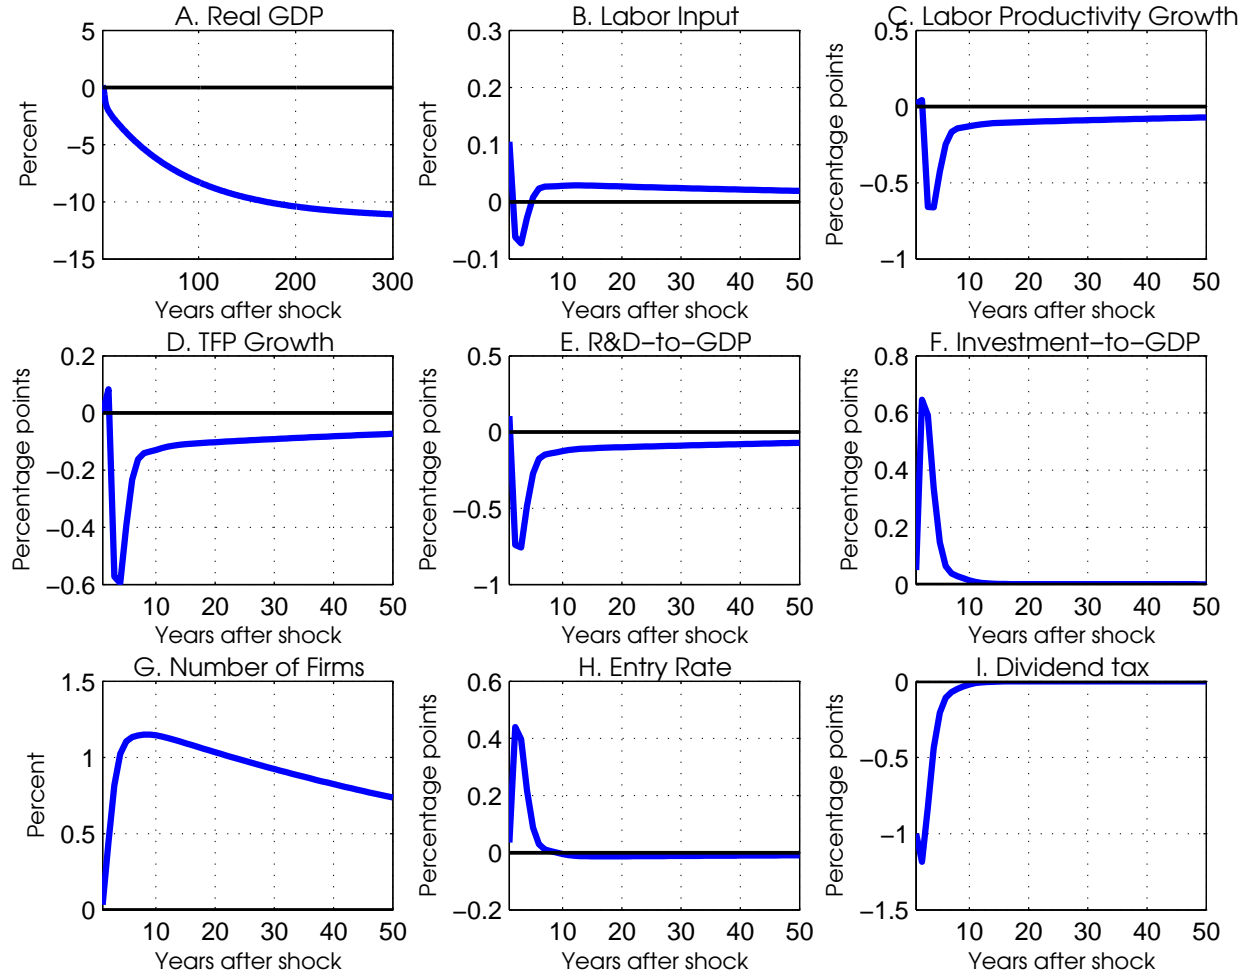 A. Real GDP
5
0
−5
−10
−15
100 200 300
Percent
Years after shock
B. Labor Input
0.3
0.2
0.1
0
−0.1
10 20 30 40 50
Percent
Years after shock
C. Labor Productivity Growth
0.5
0
−0.5
−1
10 20 30 40 50
Percentage points
Years after shock
D. TFP Growth
0.2
0
−0.2
−0.4
−0.6
10 20 30 40 50
Percentage points
Years after shock
E. R&D−to−GDP
0.5
0
−0.5
−1
10 20 30 40 50
Percentage points
Years after shock
F. Investment−to−GDP
0.8
0.6
0.4
0.2
0
10 20 30 40 50
Percentage points
Years after shock
G. Number of Firms
1.5
1
0.5
0
10 20 30 40 50
Percent
Years after shock
H. Entry Rate
0.6
0.4
0.2
0
−0.2
10 20 30 40 50
Percentage points
Years after shock
I. Dividend tax
0
−0.5
−1
−1.5
10 20 30 40 50
Percentage points
Years after shock